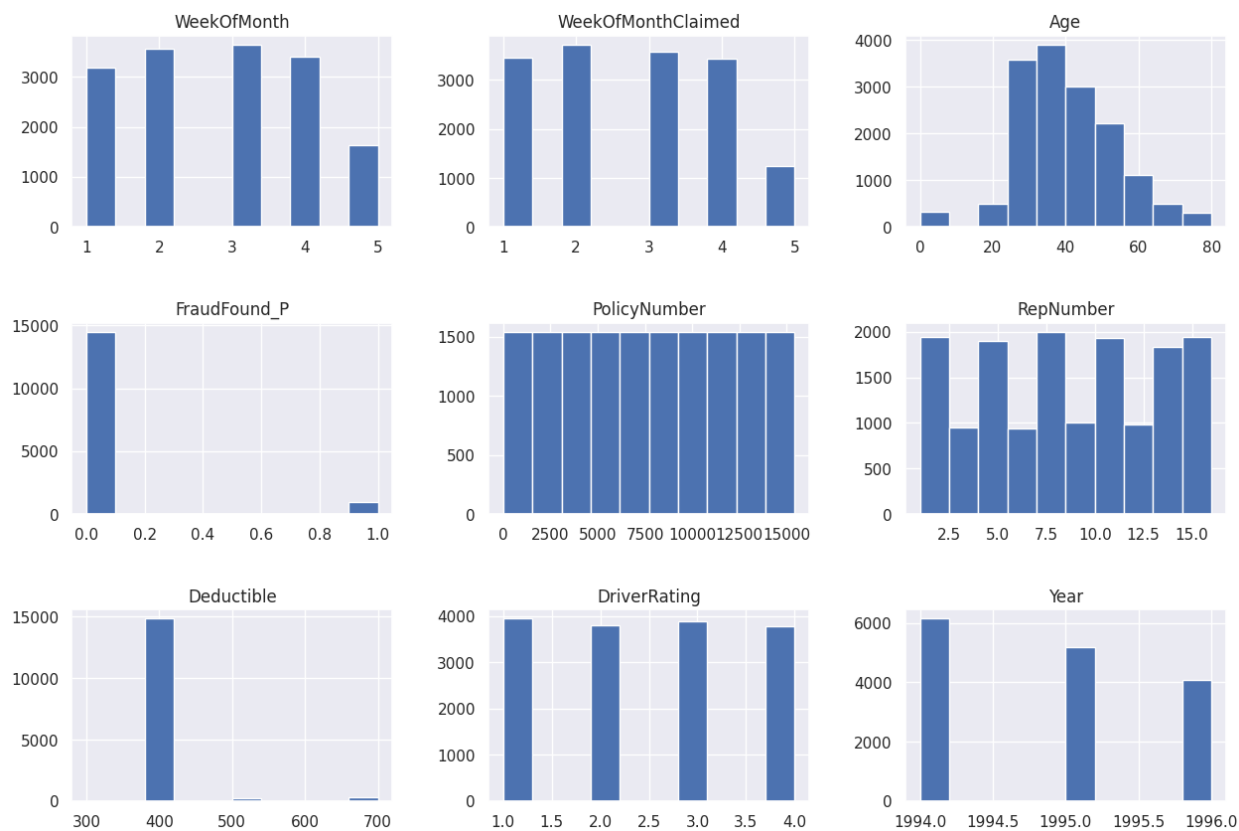 WeekOfMonth
3000
2000
1000
0
1 2 3 4 5
WeekOfMonthClaimed
3000
2000
1000
0
1 2 3 4 5
Age
4000
3000
2000
1000
0
0 20 40 60 80
FraudFound_P
15000
10000
5000
0
0.0 0.2 0.4 0.6 0.8 1.0
PolicyNumber
1500
1000
500
0
0 2500 5000 7500 10000 12500 15000
RepNumber
2000
1500
1000
500
0
2.5 5.0 7.5 10.0 12.5 15.0
Deductible
15000
10000
5000
0
300 400 500 600 700
DriverRating
4000
3000
2000
1000
0
1.0 1.5 2.0 2.5 3.0 3.5 4.0
Year
6000
4000
2000
0
1994.0 1994.5 1995.0 1995.5 1996.0